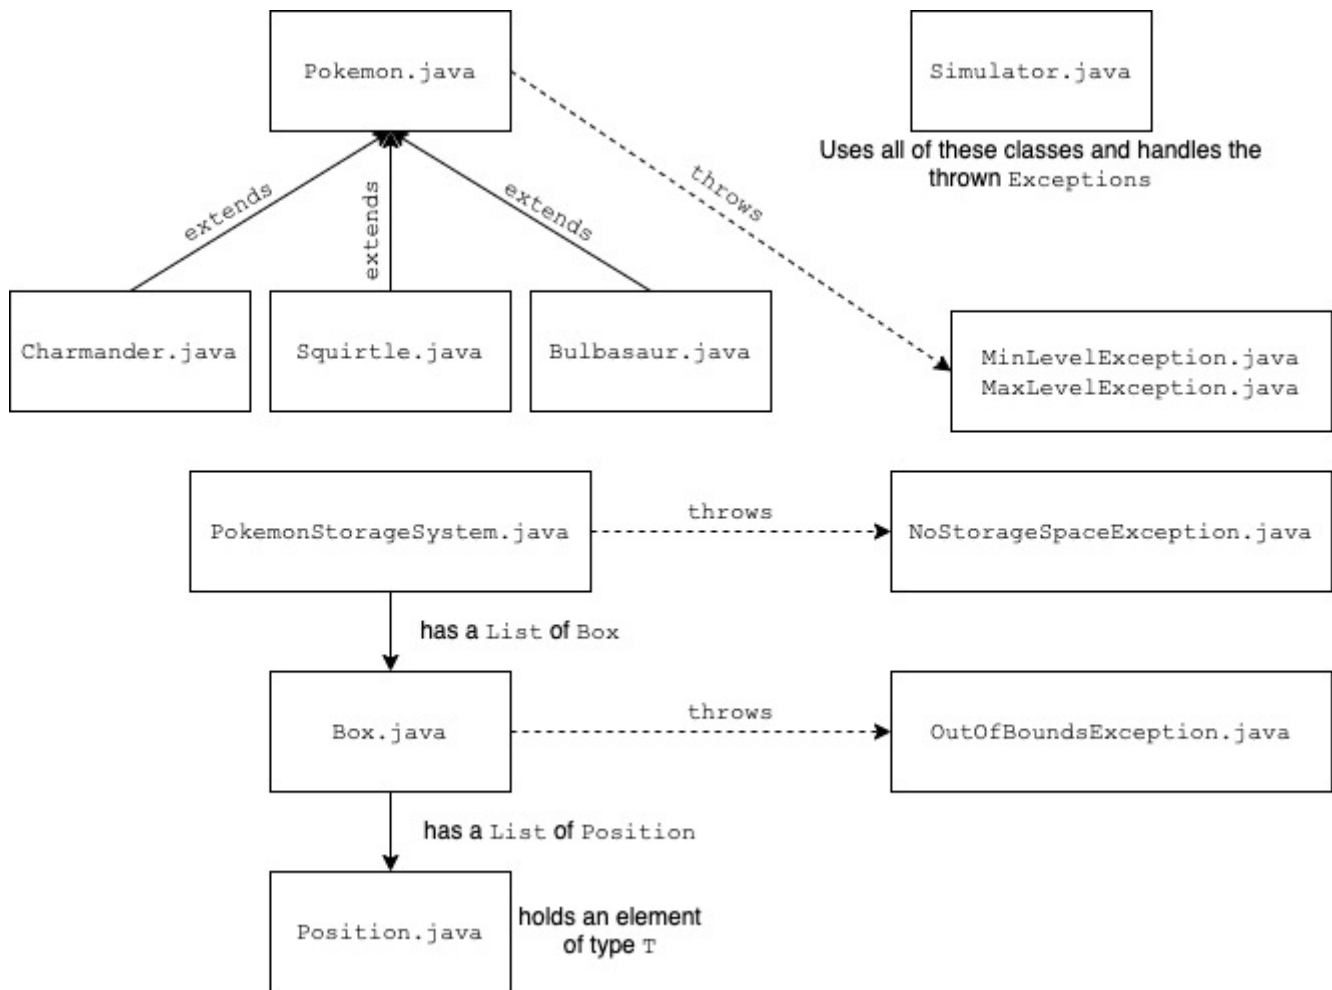 Pokemon.java
Simulator.java
Uses all of these classes and handles the
thrown Exceptions
throws
extends
extends
extends
Charmander.java
Squirtle.java
Bulbasaur.java
MinLevelException.java
MaxLevelException.java
PokemonStorageSystem.java
throws
NoStorageSpaceException.java
has a List of Box
Box.java
throws
OutOfBoundsException.java
has a List of Position
Position.java
holds an element
of type T